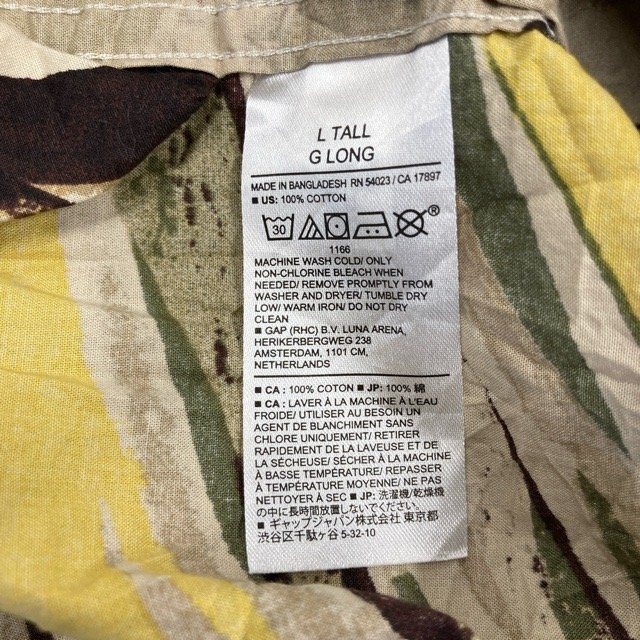 L TALL
G LONG
MADE IN BANGLADESH RN 54023 / CA 17897
■ US: 100% COTTON
30
®
1166
MACHINE WASH COLD/ ONLY
NON-CHLORINE BLEACH WHEN
NEEDED/ REMOVE PROMPTLY FROM
WASHER AND DRYER/ TUMBLE DRY
LOW/ WARM IRON/ DO NOT DRY
CLEAN
■ GAP (RHC) B.V. LUNA ARENA,
HERIKERBERGWEG 238
AMSTERDAM, 1101 CM,
NETHERLANDS
■ CA : 100% COTON ■ JP: 100% 綿
■ CA : LAVER À LA MACHINE À L'EAU
FROIDE/ UTILISER AU BESOIN UN
AGENT DE BLANCHIMENT SANS
CHLORE UNIQUEMENT/ RETIRER
RAPIDEMENT DE LA LAVEUSE ET DE
LA SÉCHEUSE/ SÉCHER À LA MACHINE
À BASSE TEMPÉRATURE/ REPASSER
À TEMPÉRATURE MOYENNE/ NE PAS
NETTOYER À SEC ■ JP: 洗濯機/乾燥機
の中に長時間放置しないでください。
■ ギャップジャパン株式会社 東京都
渋谷区千駄ヶ谷 5-32-10